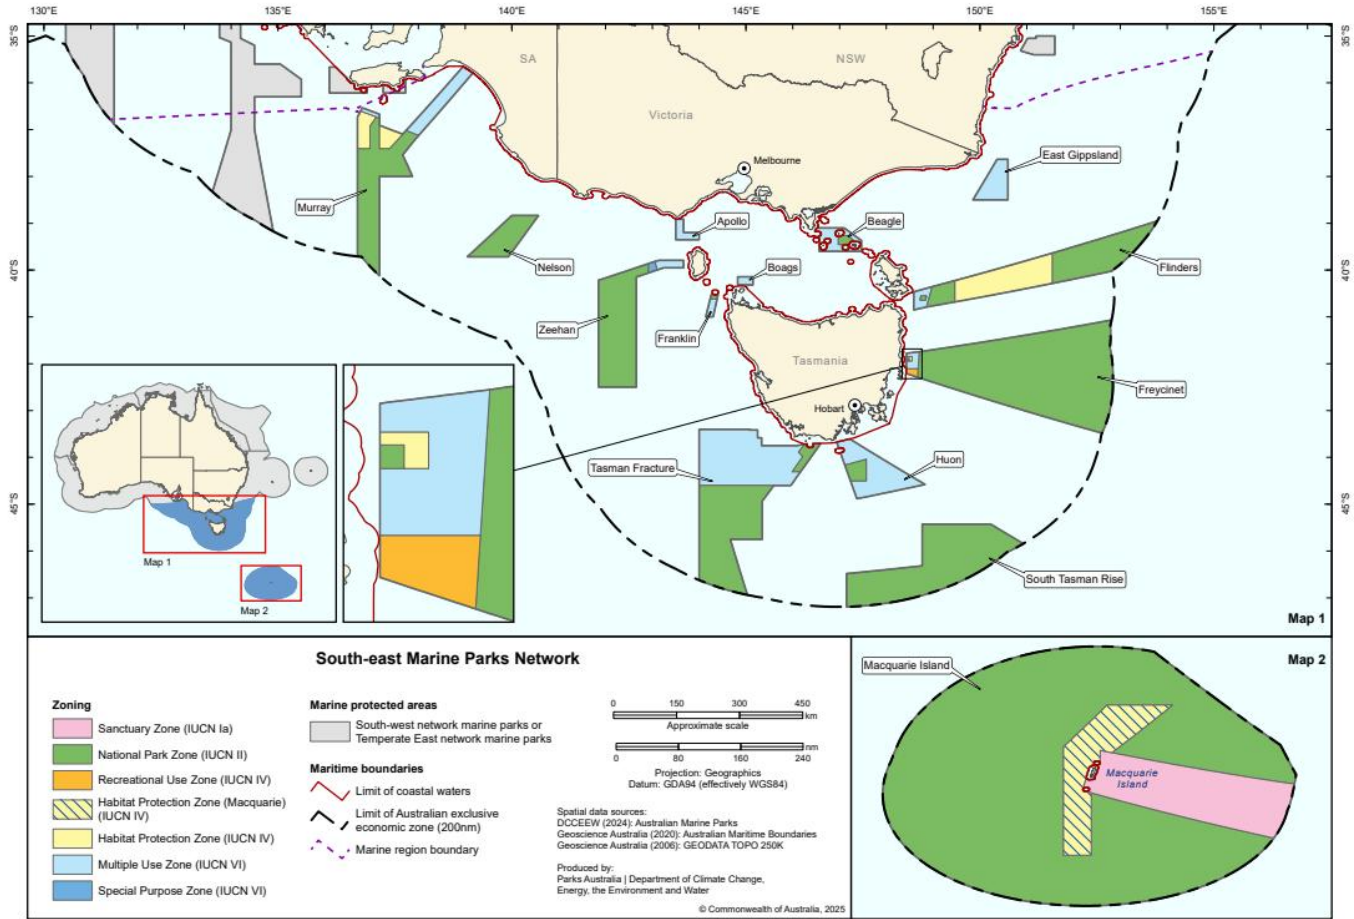 130°E
135°E
140°E
145°E
150°E
155°E
35°S
35°S
SA
NSW
Victoria
Melbourne
East Gippsland
Murray
Apollo
Beagle
Nelson
Boags
Flinders
40°S
40°S
Zeehan
Franklin
Tasmania
Freycinet
Hobart
Tasman Fracture
Huon
45°S
45°S
South Tasman Rise
Map 1
Map 2
Map 1
South-east Marine Parks Network
Zoning
Sanctuary Zone (IUCN Ia)
National Park Zone (IUCN II)
Recreational Use Zone (IUCN IV)
Habitat Protection Zone (Macquarie)
(IUCN IV)
Habitat Protection Zone (IUCN IV)
Multiple Use Zone (IUCN VI)
Special Purpose Zone (IUCN VI)
Marine protected areas
South-west network marine parks or
Temperate East network marine parks
Maritime boundaries
Limit of coastal waters
Limit of Australian exclusive
economic zone (200nm)
Marine region boundary
0 150 300 450
km
Approximate scale
nm
0 80 160 240
Projection: Geographics
Datum: GDA94 (effectively WGS84)
Spatial data sources:
DCCEEW (2024): Australian Marine Parks
Geoscience Australia (2020): Australian Maritime Boundaries
Geoscience Australia (2006): GEODATA TOPO 250K
Produced by:
Parks Australia | Department of Climate Change,
Energy, the Environment and Water
© Commonwealth of Australia, 2025
Macquarie Island
Map 2
Macquarie
Island